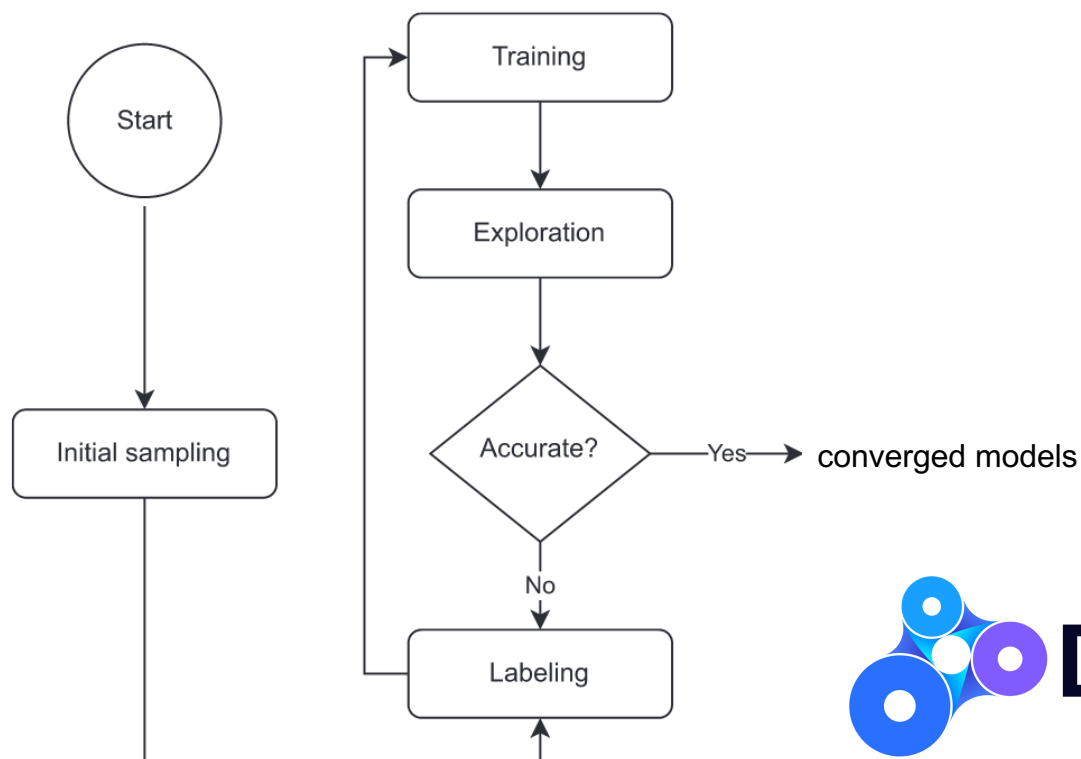 Start
Initial sampling
Training
Exploration
Accurate?
Yes
converged models
No
Labeling